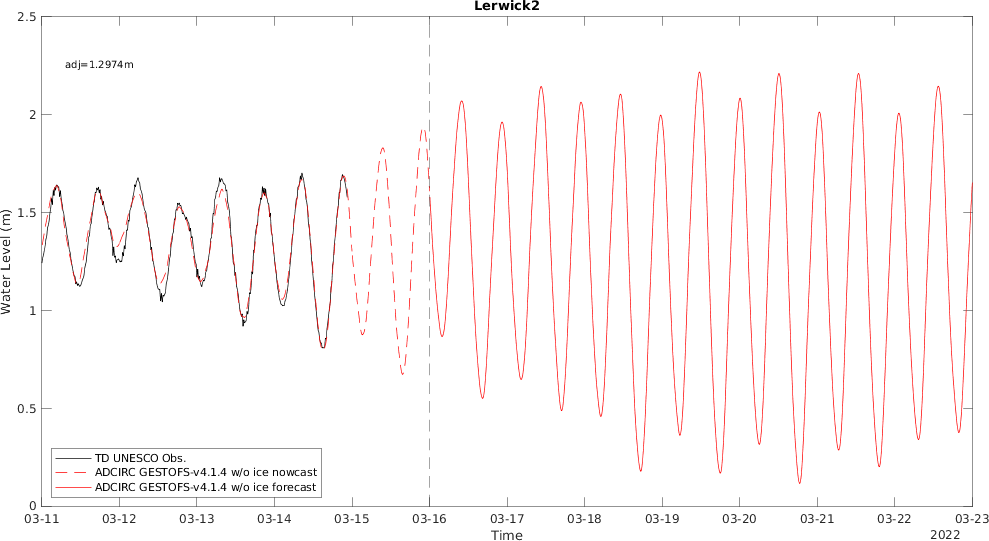 Lerwick2
2.5
adj=1.2974m
2
1.5
Water Level (m)
1
0.5
TD UNESCO Obs.
ADCIRC GESTOFS-v4.1.4 w/o ice nowcast
ADCIRC GESTOFS-v4.1.4 w/o ice forecast
0
03-11 03-12 03-13 03-14 03-15 03-16 03-17 03-18 03-19 03-20 03-21 03-22 03-23
Time
2022